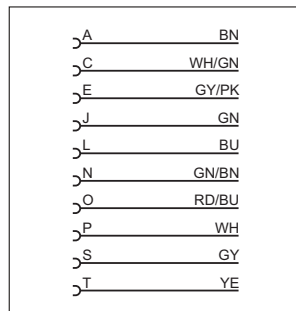 A BN
C WH/GN
E GY/PK
J GN
L BU
N GN/BN
O RD/BU
P WH
S GY
T YE